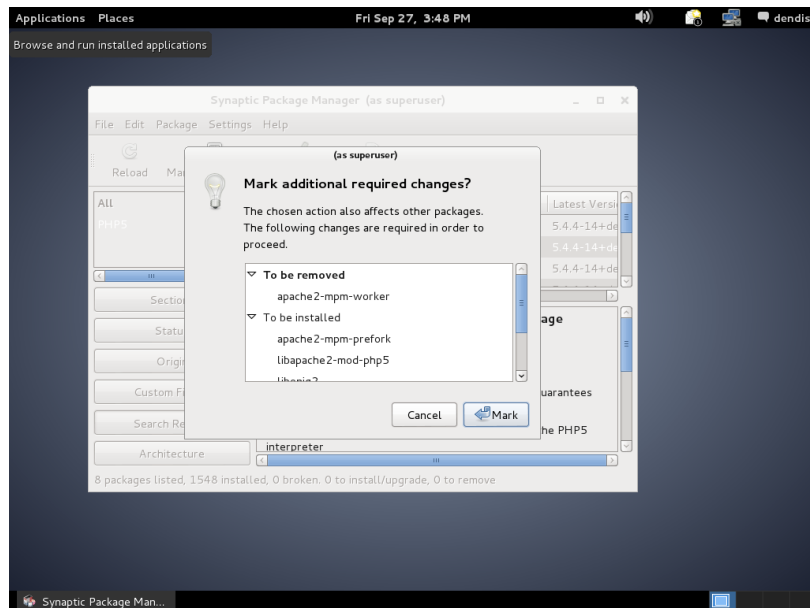 Applications Places
Fri Sep 27, 3:48 PM
dendis
Browse and run installed applications
Synaptic Package Manager (as superuser)
File Edit Package Settings Help
Reload
(as superuser)
Mark additional required changes?
The chosen action also affects other packages.
The following changes are required in order to
proceed.
To be removed
apache2-mpm-worker
To be installed
apache2-mpm-prefork
libapache2-mod-php5
Cancel
Mark
All
PHP5
Latest Versi
5.4.4-14+de
5.4.4-14+de
5.4.4-14+de
Sectio
Statu
Origi
Custom Fi
Search Re
Architecture
age
uarantees
he PHP5
interpreter
8 packages listed, 1548 installed, 0 broken. 0 to install/upgrade, 0 to remove
Synaptic Package Man...